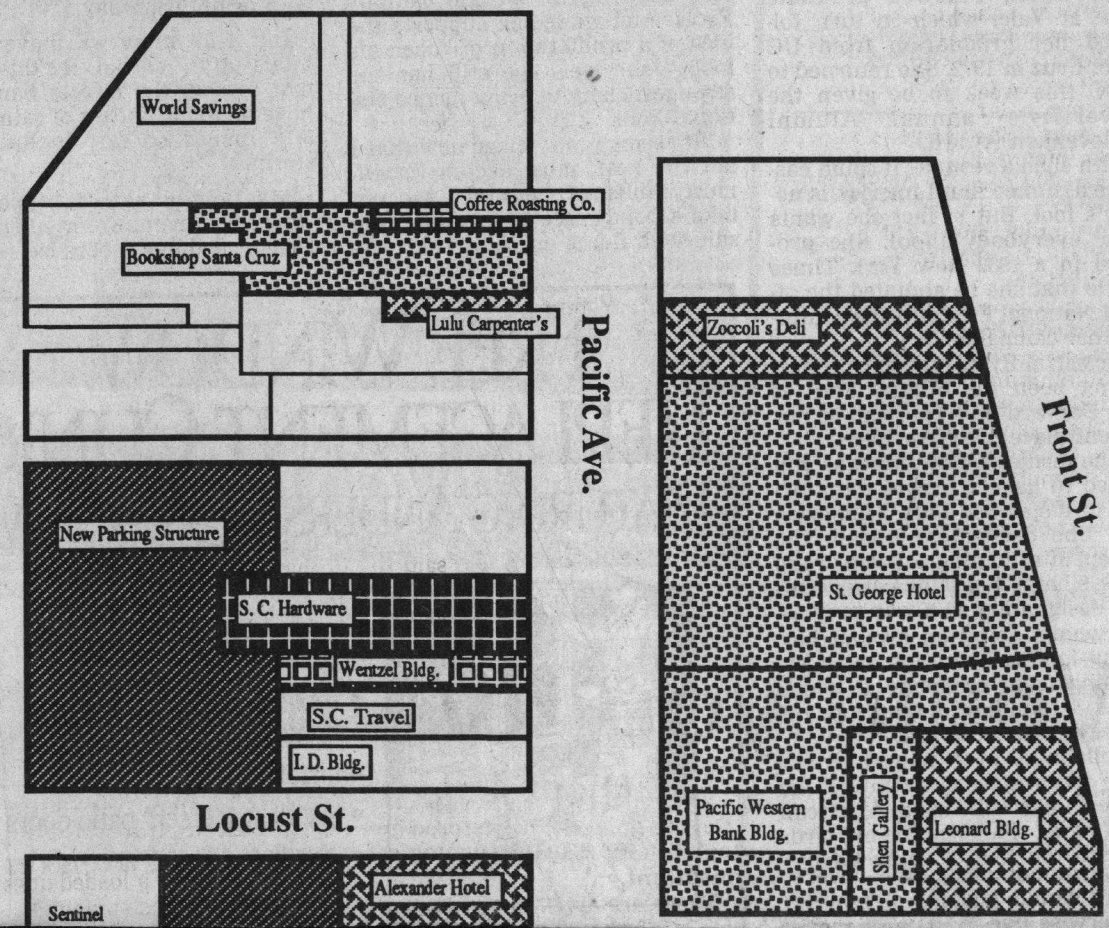 World Savings
Coffee Roasting Co.
Bookshop Santa Cruz
Lulu Carpenter's
Pacific Ave.
Zoccoli's Deli
Front St.
New Parking Structure
St. George Hotel
S. C. Hardware
Wentzel Bldg.
S.C. Travel
I. D. Bldg.
Locust St.
Pacific Western
Bank Bldg.
Shen Gallery
Leonard Bldg.
Alexander Hotel
Sentinel